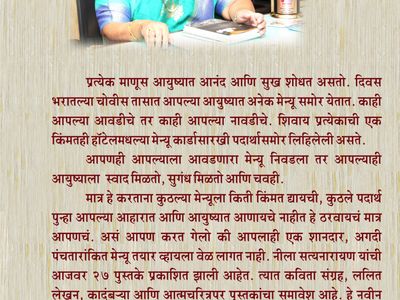 प्रत्येक माणूस आयुष्यात आनंद आणि सुख शोधत असतो. दिवस
भरातल्या चोवीस तासात आपल्या आयुष्यात अनेक मेन्यू समोर येतात. काही
आपल्या आवडीचे तर काही आपल्या नावडीचे. शिवाय प्रत्येकाची एक
किंमतही हॉटेलमधल्या मेन्यू कार्डासारखी पदार्थासमोर लिहिलेली असते.
आपणही आपल्याला आवडणारा मेन्यू निवडला तर आपल्याही
आयुष्याला स्वाद मिळतो, सुगंध मिळतो आणि चवही.
मात्र हे करताना कुठल्या मेन्यूला किती किंमत द्यायची, कुठले पदार्थ
पुन्हा आपल्या आहारात आणि आयुष्यात आणायचे नाहीत हे ठरवायचं मात्र
आपणचं. असं आपण करत गेलो की आपलाही एक शानदार, अगदी
पंचतारांकित मेन्यू तयार व्हायला वेळ लागत नाही. नीला सत्यनारायण यांची
आजवर २७ पुस्तके प्रकाशित झाली आहेत. त्यात कविता संग्रह, ललित
लेखन, कादंबऱ्या आणि आत्मचरित्रपर पुस्तकांचा समावेश आहे. हे नवीन